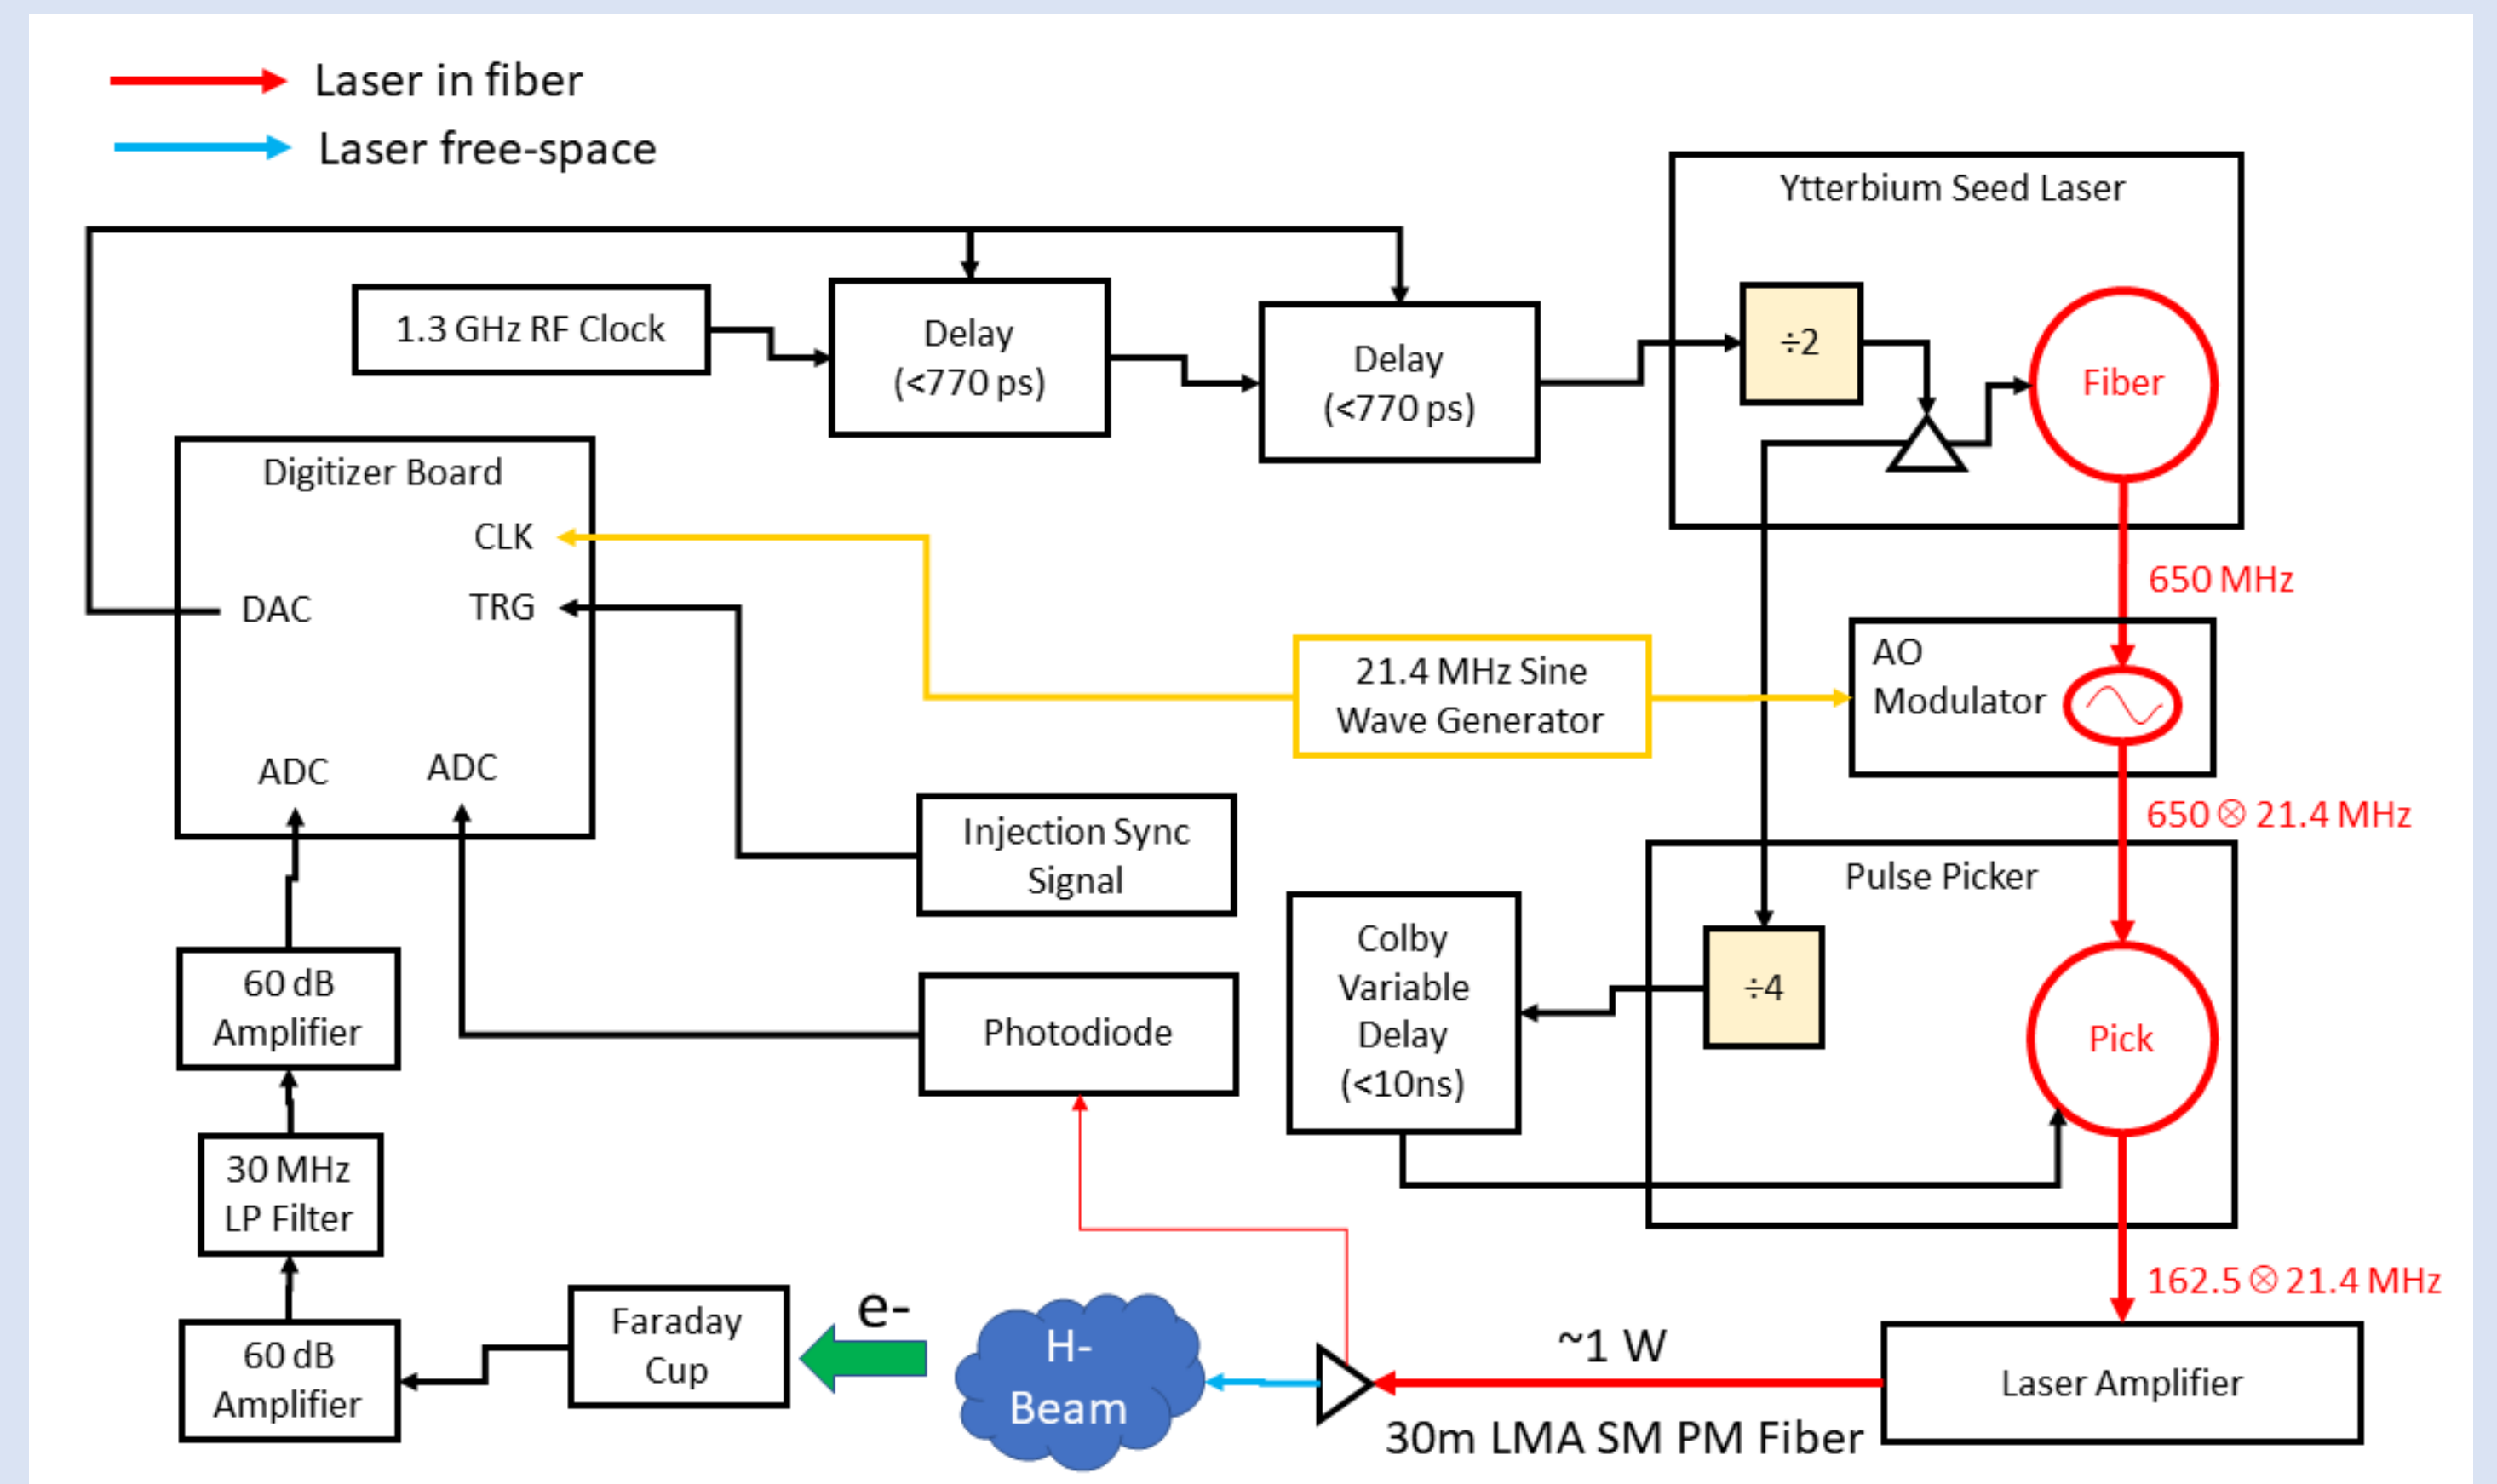 Laser in fiber
Laser free-space
Ytterbium Seed Laser
1.3 GHz RF Clock
Delay
(<770 ps)
Delay
(<770 ps)
÷2
Fiber
Digitizer Board
CLK
DAC
TRG
ADC
ADC
650 MHz
21.4 MHz Sine
Wave Generator
AO
Modulator
650 ⊗ 21.4 MHz
Injection Sync
Signal
Pulse Picker
Colby
Variable
Delay
(<10ns)
÷4
Pick
60 dB
Amplifier
Photodiode
30 MHz
LP Filter
162.5 ⊗ 21.4 MHz
60 dB
Amplifier
Faraday
Cup
e-
H-
Beam
~1 W
30m LMA SM PM Fiber
Laser Amplifier